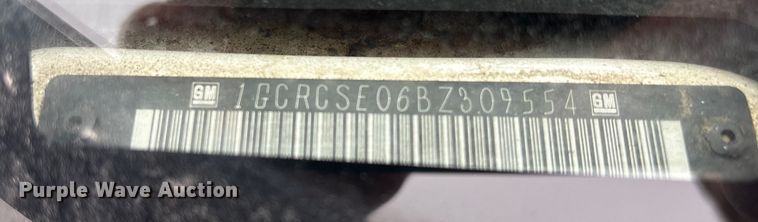 GM 1GCRCSE06BZ309554 GM
Purple Wave Auction